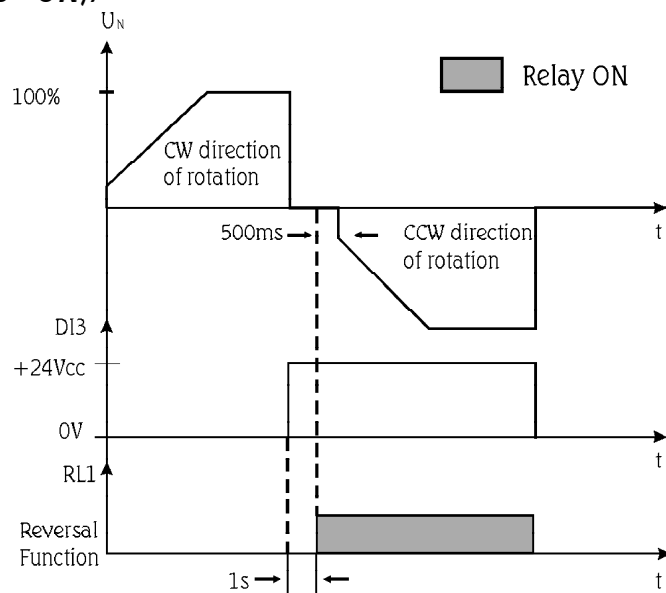 U_N
100%
Relay ON
CW direction
of rotation
500ms
CCW direction
of rotation
t
DI3
+24Vcc
0V
t
RL1
Reversal
Function
t
1s